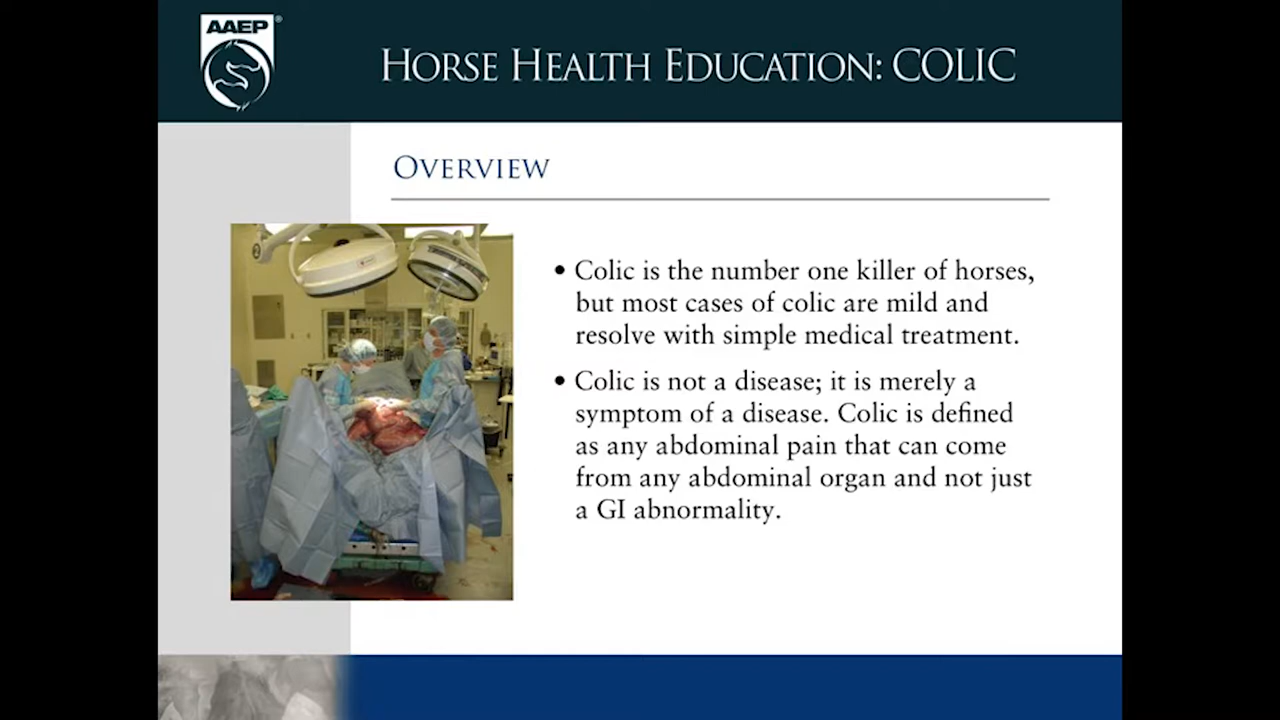 AAEP®
HORSE HEALTH EDUCATION: COLIC
OVERVIEW
• Colic is the number one killer of horses,
but most cases of colic are mild and
resolve with simple medical treatment.
• Colic is not a disease; it is merely a
symptom of a disease. Colic is defined
as any abdominal pain that can come
from any abdominal organ and not just
a GI abnormality.